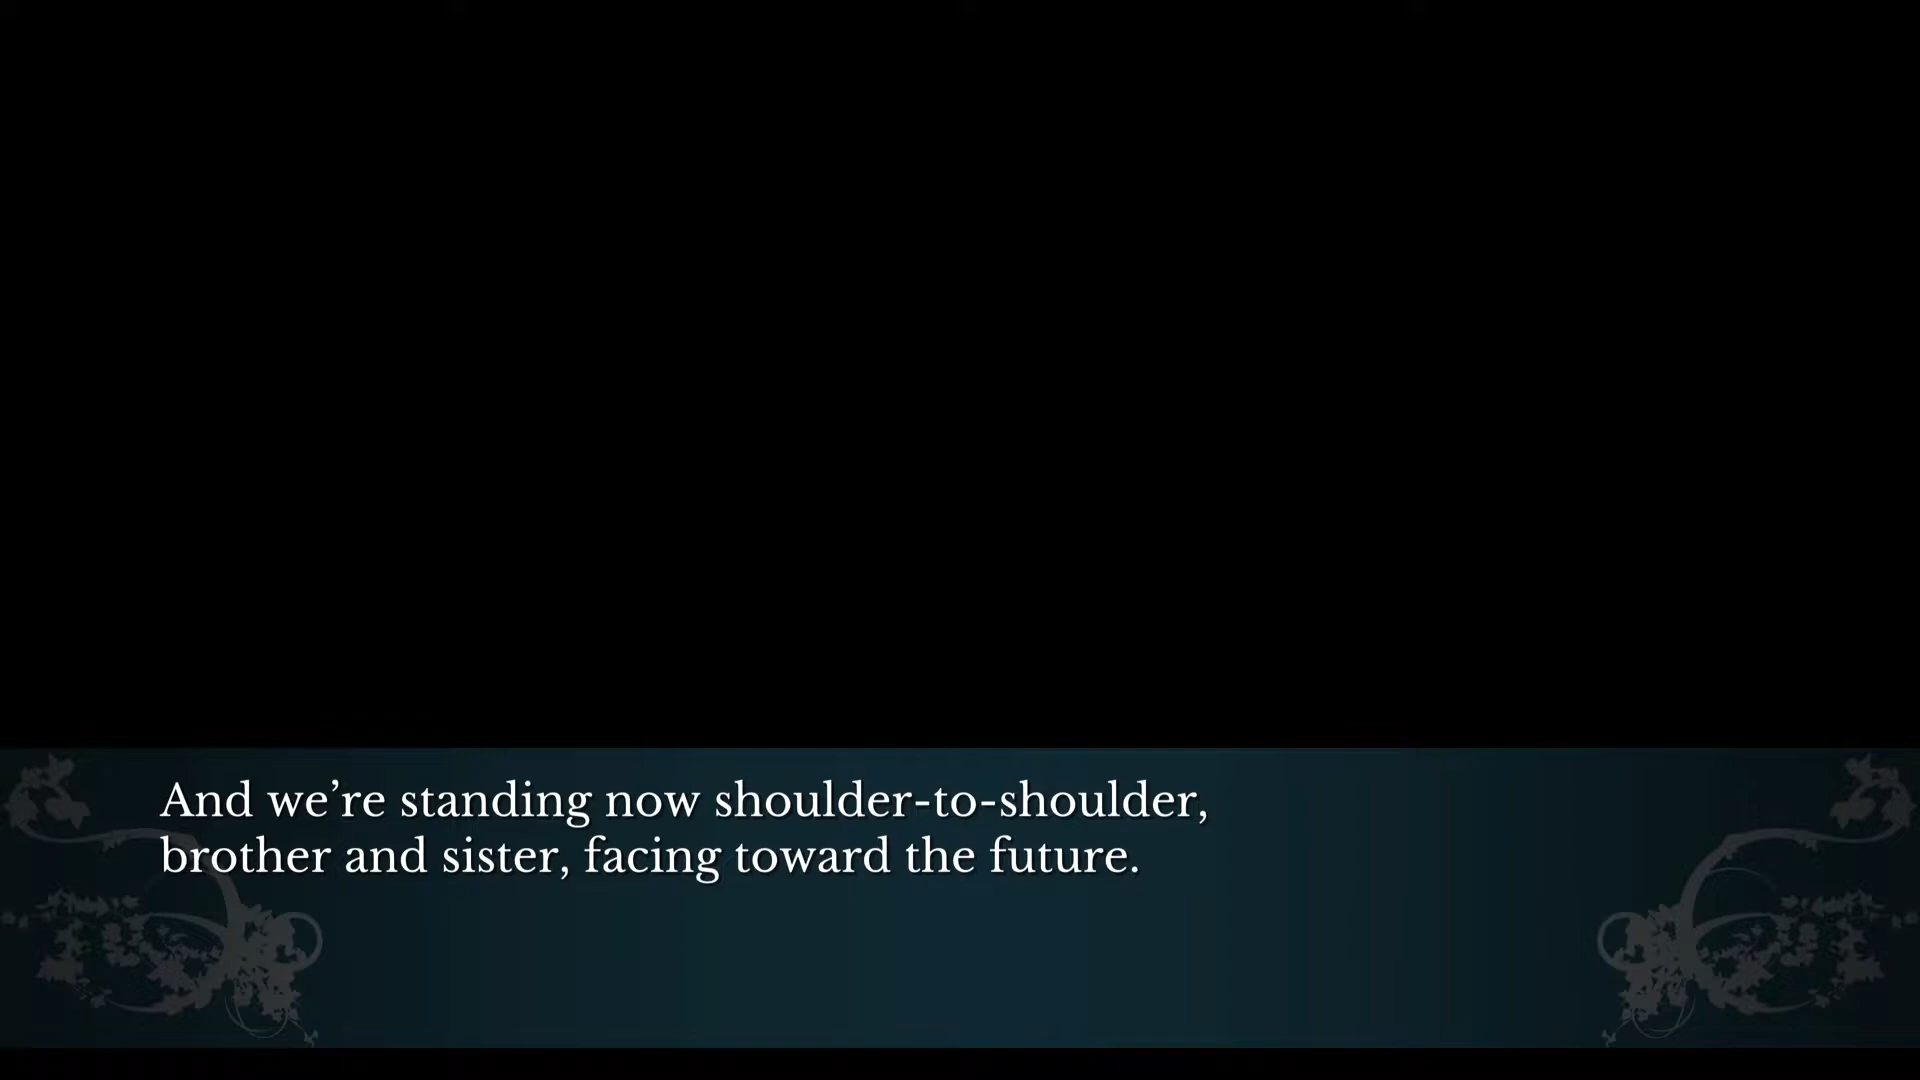 And we’re standing now shoulder-to-shoulder,
brother and sister, facing toward the future.